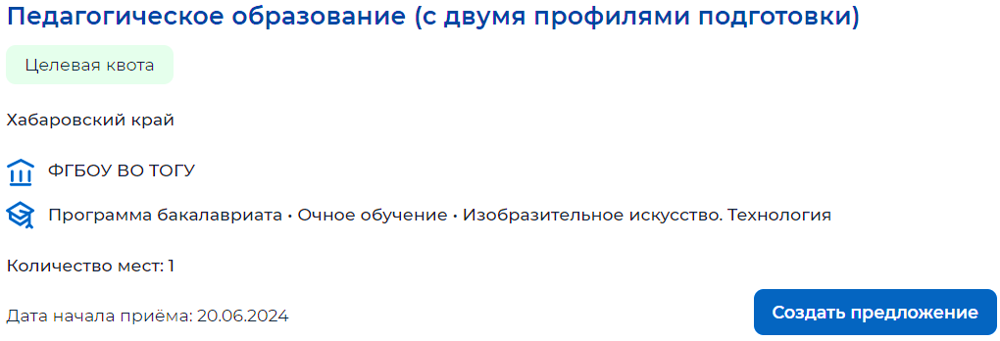 Педагогическое образование (с двумя профилями подготовки)
Целевая квота
Хабаровский край
ФГБОУ ВО ТОГУ
Программа бакалавриата • Очное обучение • Изобразительное искусство. Технология
Количество мест: 1
Дата начала приёма: 20.06.2024
Создать предложение